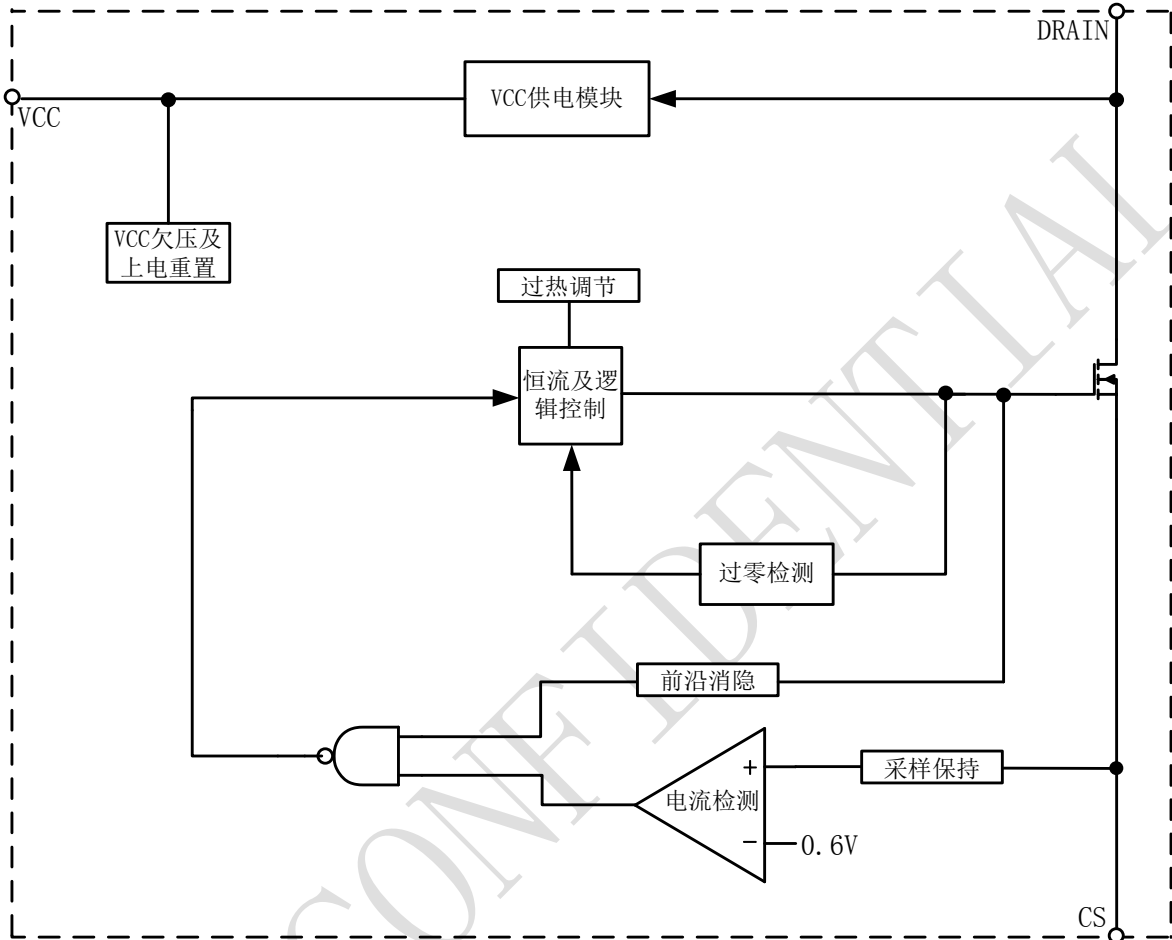 DRAIN
VCC供电模块
VCC
VCC欠压及
上电重置
过热调节
恒流及逻
辑控制
过零检测
前沿消隐
采样保持
+
电流检测
−
0.6V
CS
CONFIDENTIAL